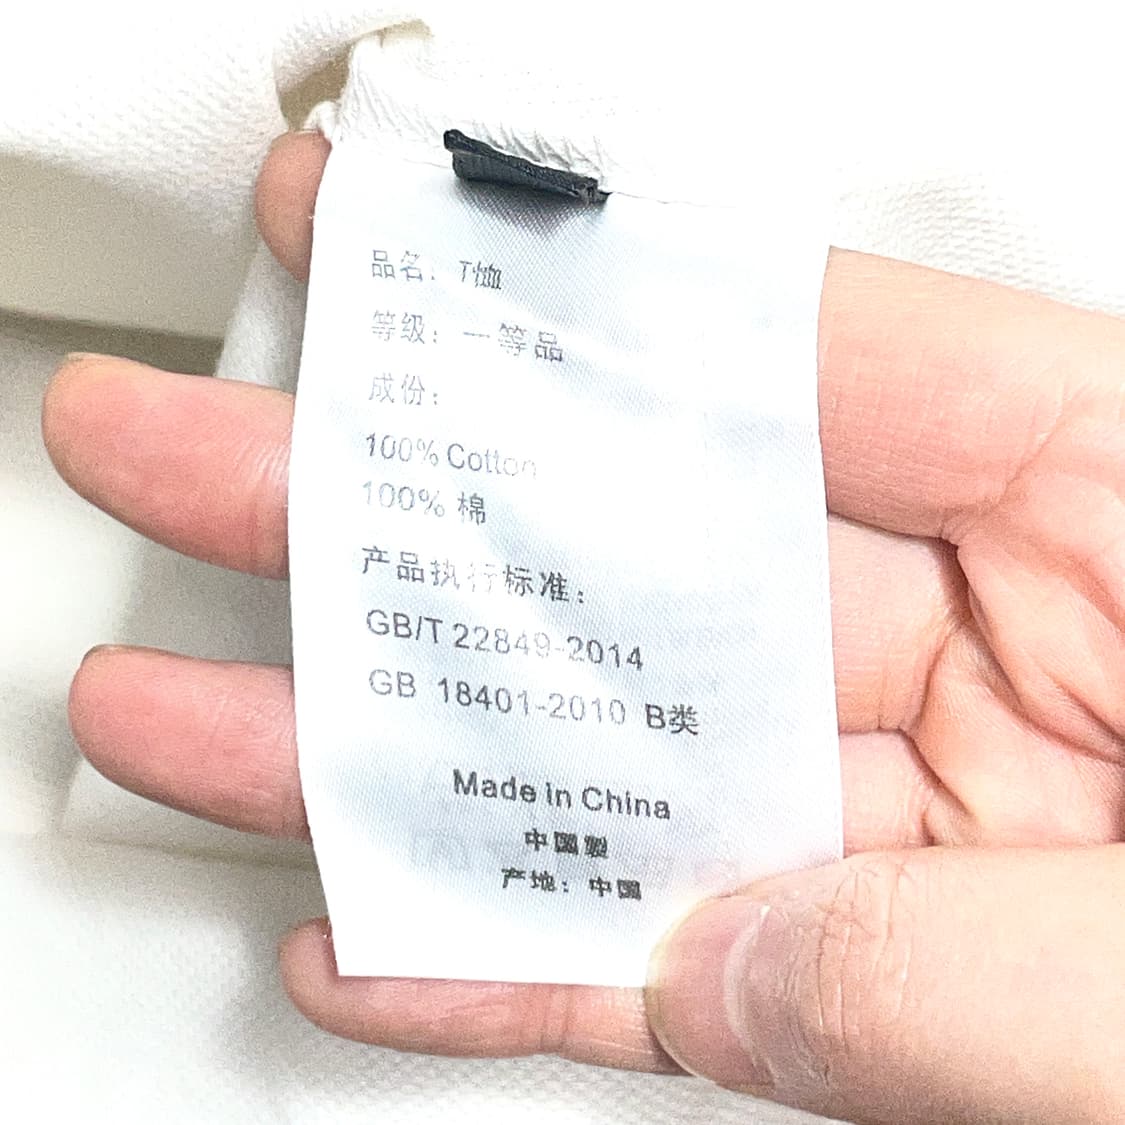 品名：T恤
等级：一等品
成份：
100% Cotton
100% 棉
产品执行标准：
GB/T 22849-2014
GB 18401-2010 B类
Made in China
中国製
产地：中国